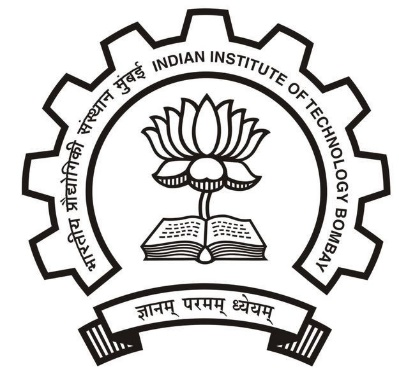 भारतीय प्रौद्योगिकी संस्थान मुंबई
INDIAN INSTITUTE OF TECHNOLOGY BOMBAY
ज्ञानम् परमम् ध्येयम्